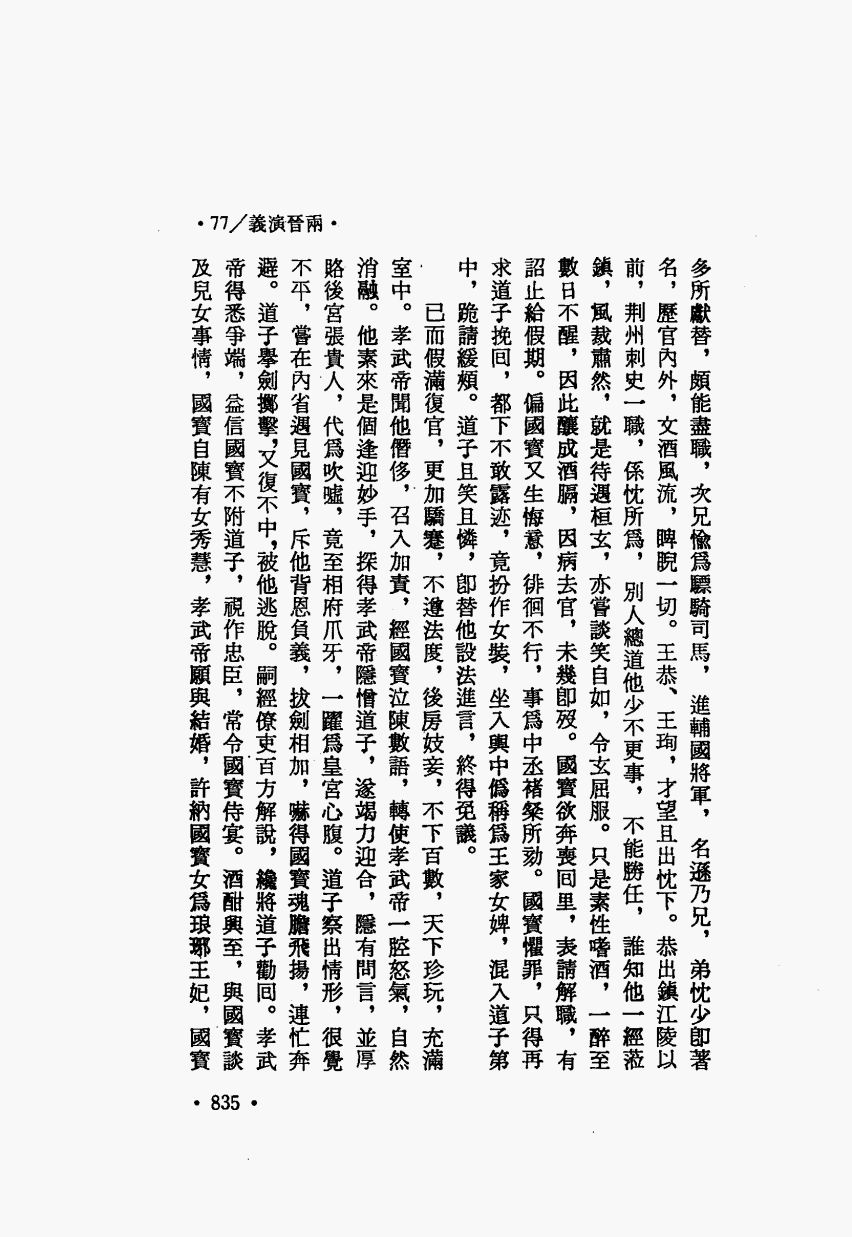 ·77／義演晉兩·
多所獻替，頗能盡職，次兄愉爲驃騎司馬，進輔國將軍，名遜乃兄，弟忱少卽著
名，歷官內外，文酒風流，睥睨一切。王恭、王珣，才望且出忱下。恭出鎮江陵以
前，荆州刺史一職，係忱所爲，別人總道他少不更事，不能勝任，誰知他一經蒞
鎮，風裁肅然，就是待遇桓玄，亦嘗談笑自如，令玄屈服。只是素性嗜酒，一醉至
數日不醒，因此釀成酒膈，因病去官，未幾卽歿。國寶欲奔喪回里，表請解職，有
詔止給假期。偏國寶又生悔意，徘徊不行，事爲中丞褚粲所劾。國寶懼罪，只得再
求道子挽回，都下不敢露迹，竟扮作女裝，坐入輿中僞稱爲王家女婢，混入道子第
中，跪請緩頰。道子且笑且憐，卽替他設法進言，終得免議。
已而假滿復官，更加驕蹇，不遵法度，後房妓妾，不下百數，天下珍玩，充滿
室中。孝武帝聞他僭侈，召入加責，經國寶泣陳數語，轉使孝武帝一腔怒氣，自然
消融。他素來是個逢迎妙手，探得孝武帝隱憎道子，遂竭力迎合，隱有間言，並厚
賂後宮張貴人，代爲吹噓，竟至相府爪牙，一躍爲皇宮心腹。道子察出情形，很覺
不平，嘗在內省遇見國寶，斥他背恩負義，拔劍相加，嚇得國寶魂膽飛揚，連忙奔
避。道子舉劍擲擊，又復不中，被他逃脫。嗣經僚吏百方解說，纔將道子勸回。孝武
帝得悉爭端，益信國寶不附道子，視作忠臣，常令國寶侍宴。酒酣興至，與國寶談
及兒女事情，國寶自陳有女秀慧，孝武帝願與結婚，許納國寶女爲琅琊王妃，國寶
·835·